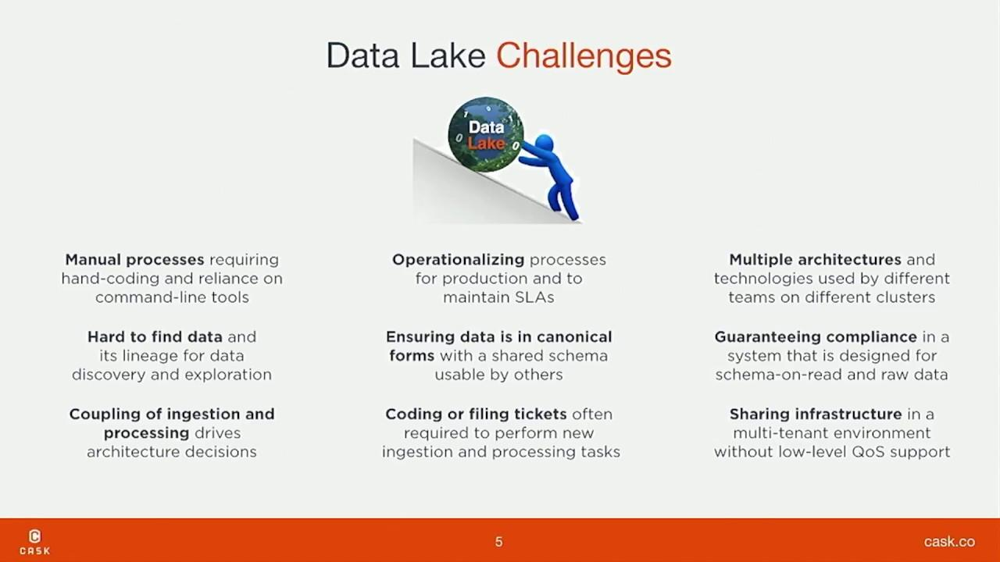 Data Lake Challenges
Data
Lake
Manual processes requiring
hand-coding and reliance on
command-line tools
Operationalizing processes
for production and to
maintain SLAs
Multiple architectures and
technologies used by different
teams on different clusters
Hard to find data and
its lineage for data
discovery and exploration
Ensuring data is in canonical
forms with a shared schema
usable by others
Guaranteeing compliance in a
system that is designed for
schema-on-read and raw data
Coupling of ingestion and
processing drives
architecture decisions
Coding or filing tickets often
required to perform new
ingestion and processing tasks
Sharing infrastructure in a
multi-tenant environment
without low-level QoS support
CASK
5
cask.co